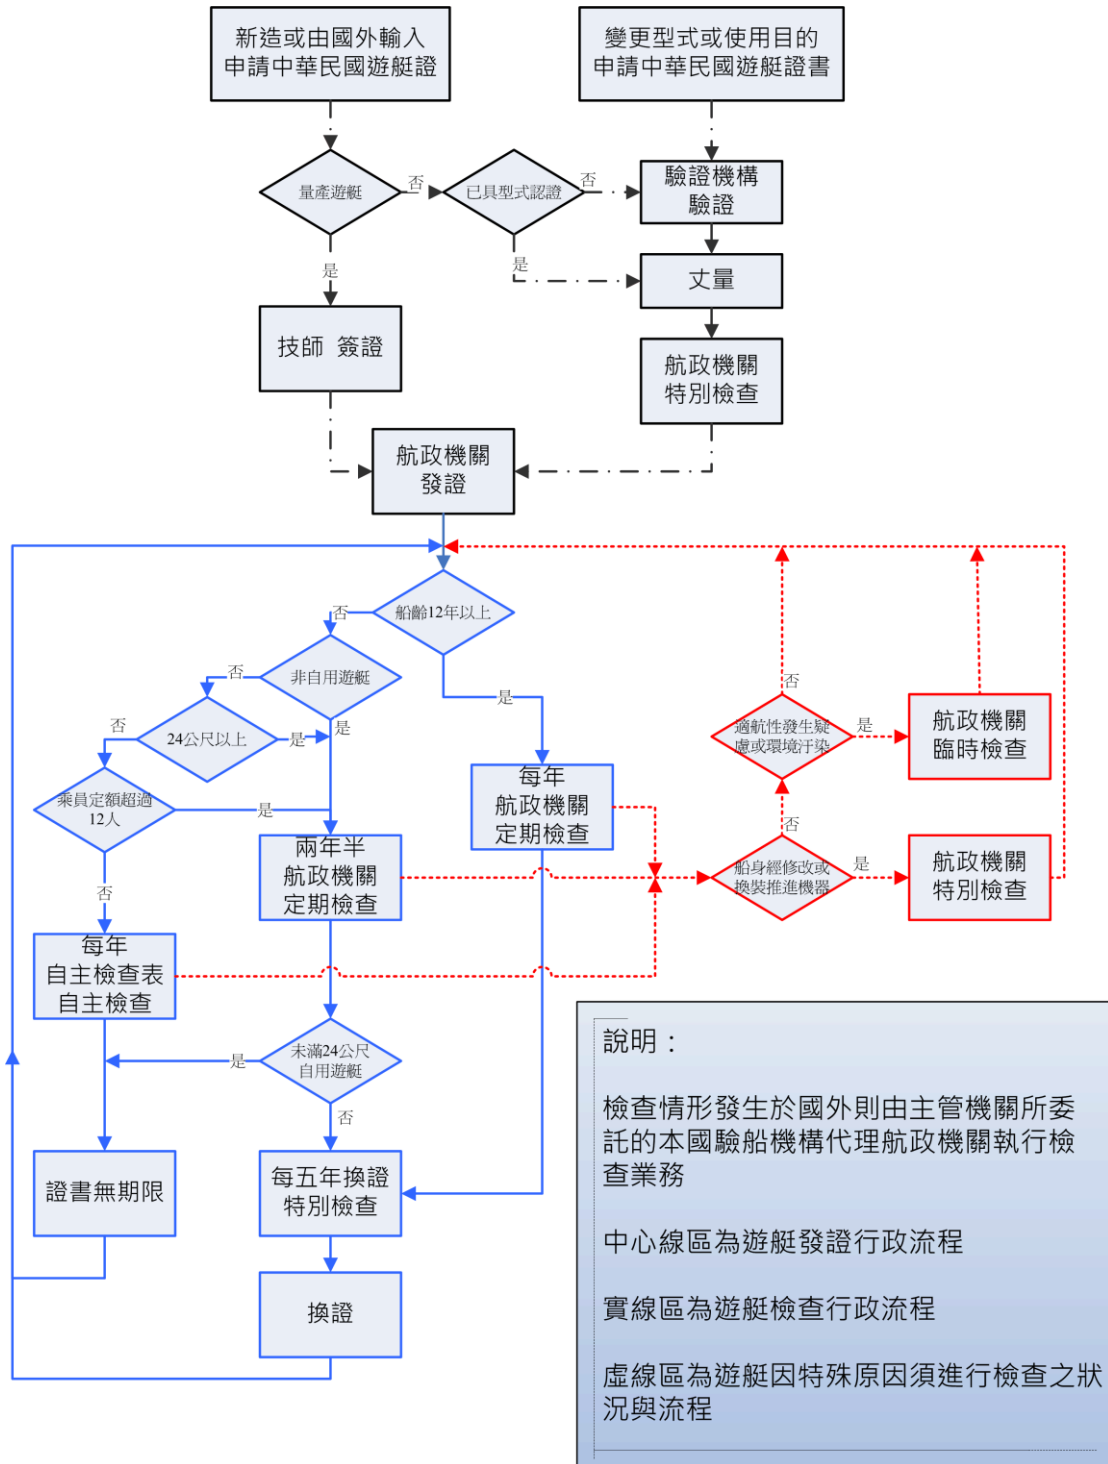 新造或由國外輸入
申請中華民國遊艇證
變更型式或使用目的
申請中華民國遊艇證書
量產遊艇
否
已具型式認證
否
驗證機構
驗證
是
是
丈量
技師 簽證
航政機關
特別檢查
航政機關
發證
船齡12年以上
否
非自用遊艇
否
是
是
24公尺以上
否
是
適航性發生疑
慮或環境汙染
否
是
航政機關
臨時檢查
乘員定額超過
12人
是
否
每年
航政機關
定期檢查
兩年半
航政機關
定期檢查
船身經修改或
換裝推進機器
否
是
航政機關
特別檢查
每年
自主檢查表
自主檢查
未滿24公尺
自用遊艇
是
否
證書無期限
每五年換證
特別檢查
換證
說明：
檢查情形發生於國外則由主管機關所委
託的本國驗船機構代理航政機關執行檢
查業務
中心線區為遊艇發證行政流程
實線區為遊艇檢查行政流程
虛線區為遊艇因特殊原因須進行檢查之狀
況與流程